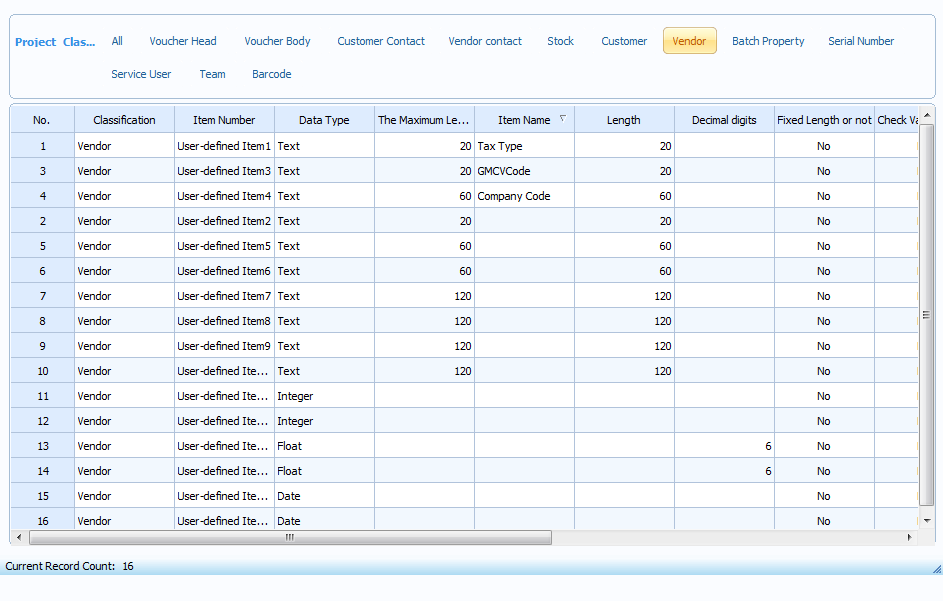 Project Clas... All Voucher Head Voucher Body Customer Contact Vendor contact Stock Customer Vendor Batch Property Serial Number
Service User Team Barcode
No. Classification Item Number Data Type The Maximum Le... Item Name Length Decimal digits Fixed Length or not Check Va
1 Vendor User-defined Item1 Text 20 Tax Type 20 No
3 Vendor User-defined Item3 Text 20 GMCVCode 20 No
4 Vendor User-defined Item4 Text 60 Company Code 60 No
2 Vendor User-defined Item2 Text 20 20 No
5 Vendor User-defined Item5 Text 60 60 No
6 Vendor User-defined Item6 Text 60 60 No
7 Vendor User-defined Item7 Text 120 120 No
8 Vendor User-defined Item8 Text 120 120 No
9 Vendor User-defined Item9 Text 120 120 No
10 Vendor User-defined Ite... Text 120 120 No
11 Vendor User-defined Ite... Integer No
12 Vendor User-defined Ite... Integer No
13 Vendor User-defined Ite... Float 6 No
14 Vendor User-defined Ite... Float 6 No
15 Vendor User-defined Ite... Date No
16 Vendor User-defined Ite... Date No
Current Record Count: 16